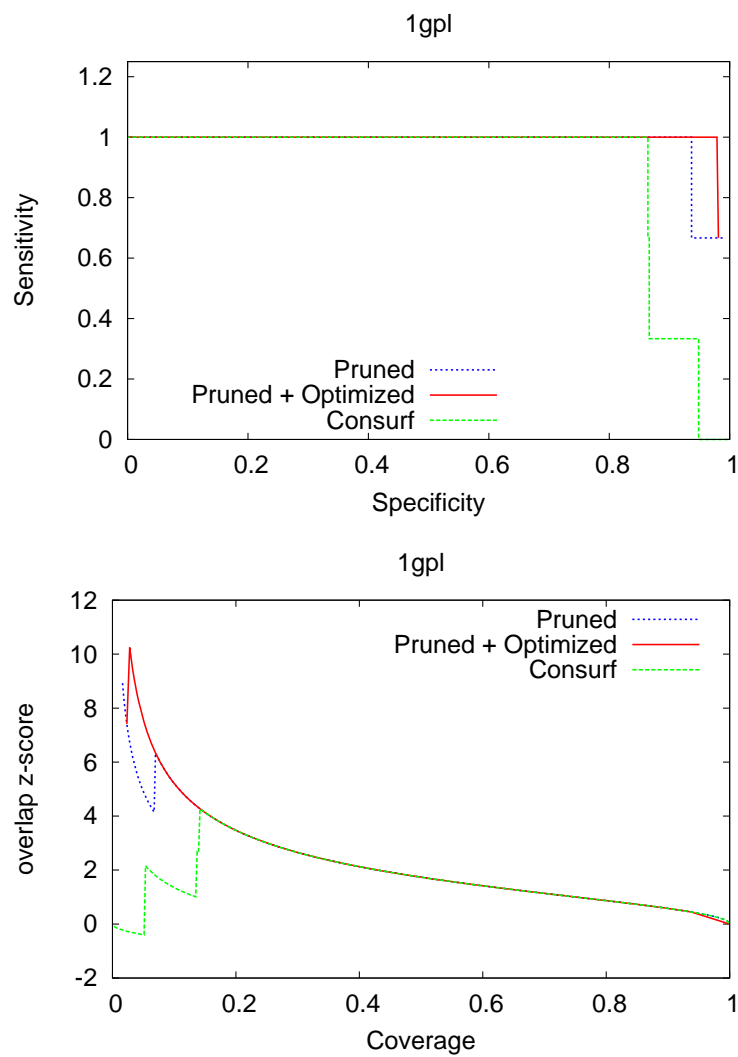 1gpl
1.2
1
0.8
0.6
0.4
0.2
0
Sensitivity
Pruned
Pruned + Optimized
Consurf
0 0.2 0.4 0.6 0.8 1
Specificity
1gpl
12
10
8
6
4
2
0
-2
overlap z-score
Pruned
Pruned + Optimized
Consurf
0 0.2 0.4 0.6 0.8 1
Coverage